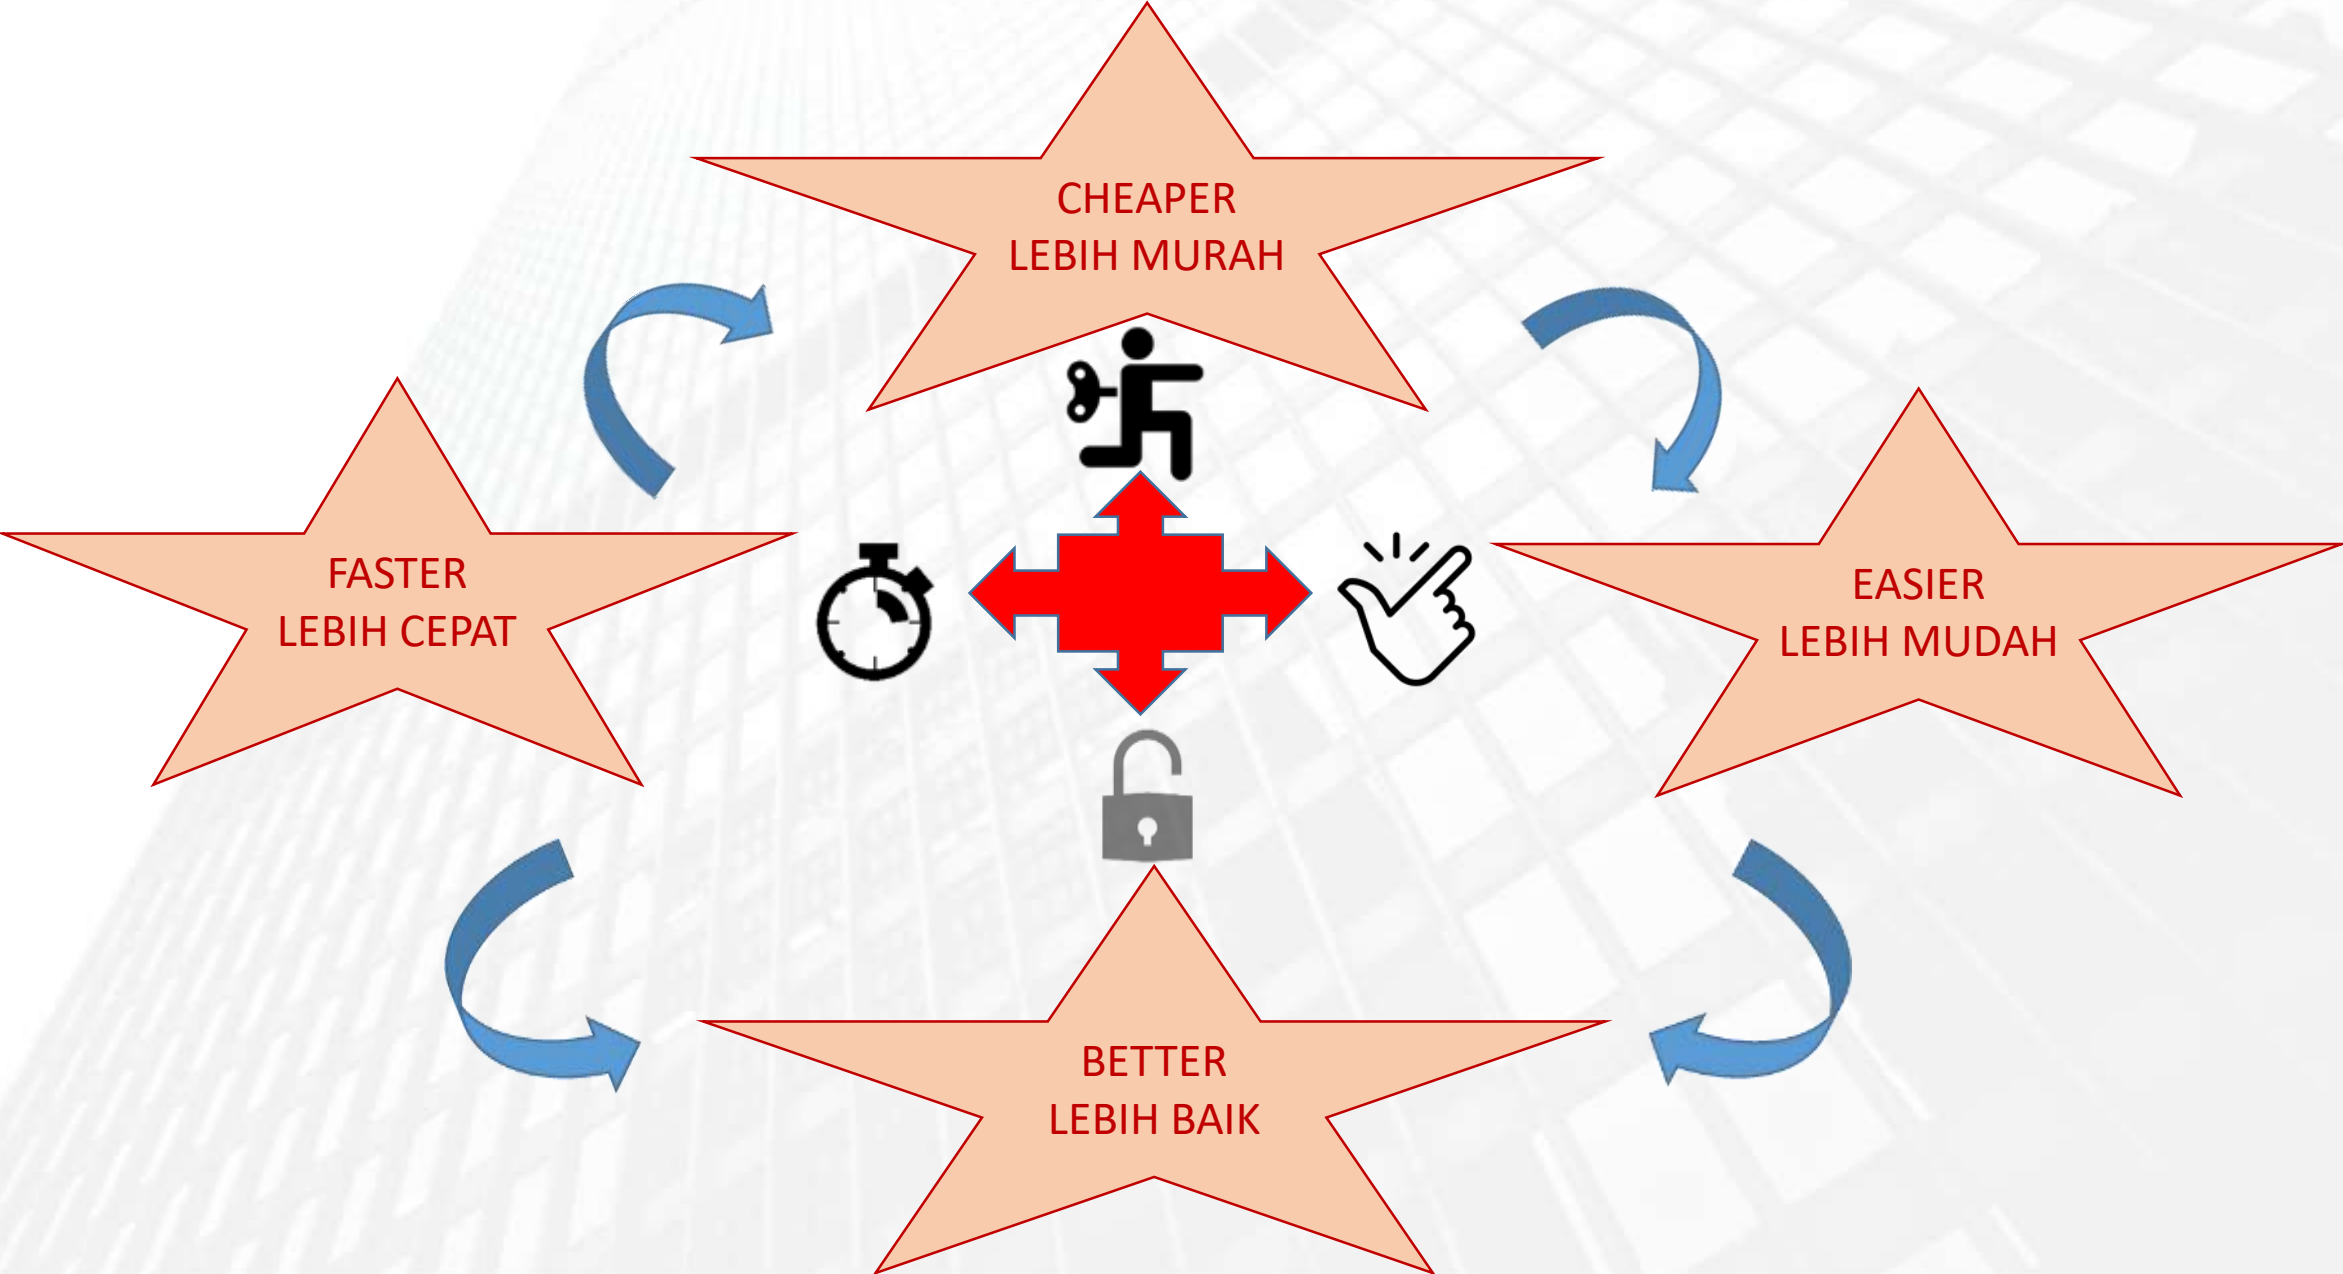 CHEAPER
LEBIH MURAH
FASTER
LEBIH CEPAT
EASIER
LEBIH MUDAH
BETTER
LEBIH BAIK